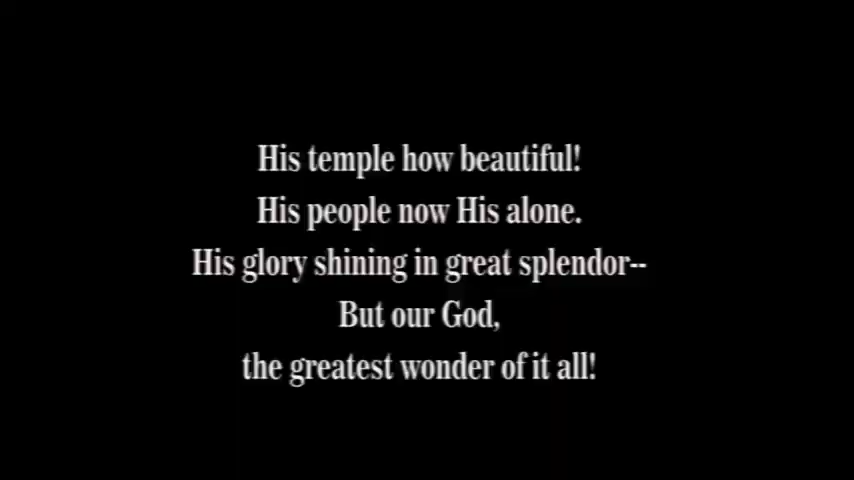 His temple how beautiful!
His people now His alone.
His glory shining in great splendor--
But our God,
the greatest wonder of it all!